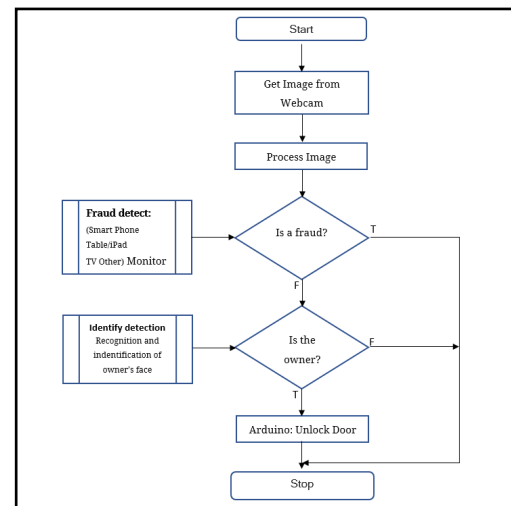 Start
Get Image from
Webcam
Process Image
Fraud detect:
(Smart Phone
Table/iPad
TV Other) Monitor
Is a fraud?
T
F
Identify detection
Recognition and
indentification of
owner's face
Is the
owner?
F
T
Arduino: Unlock Door
Stop